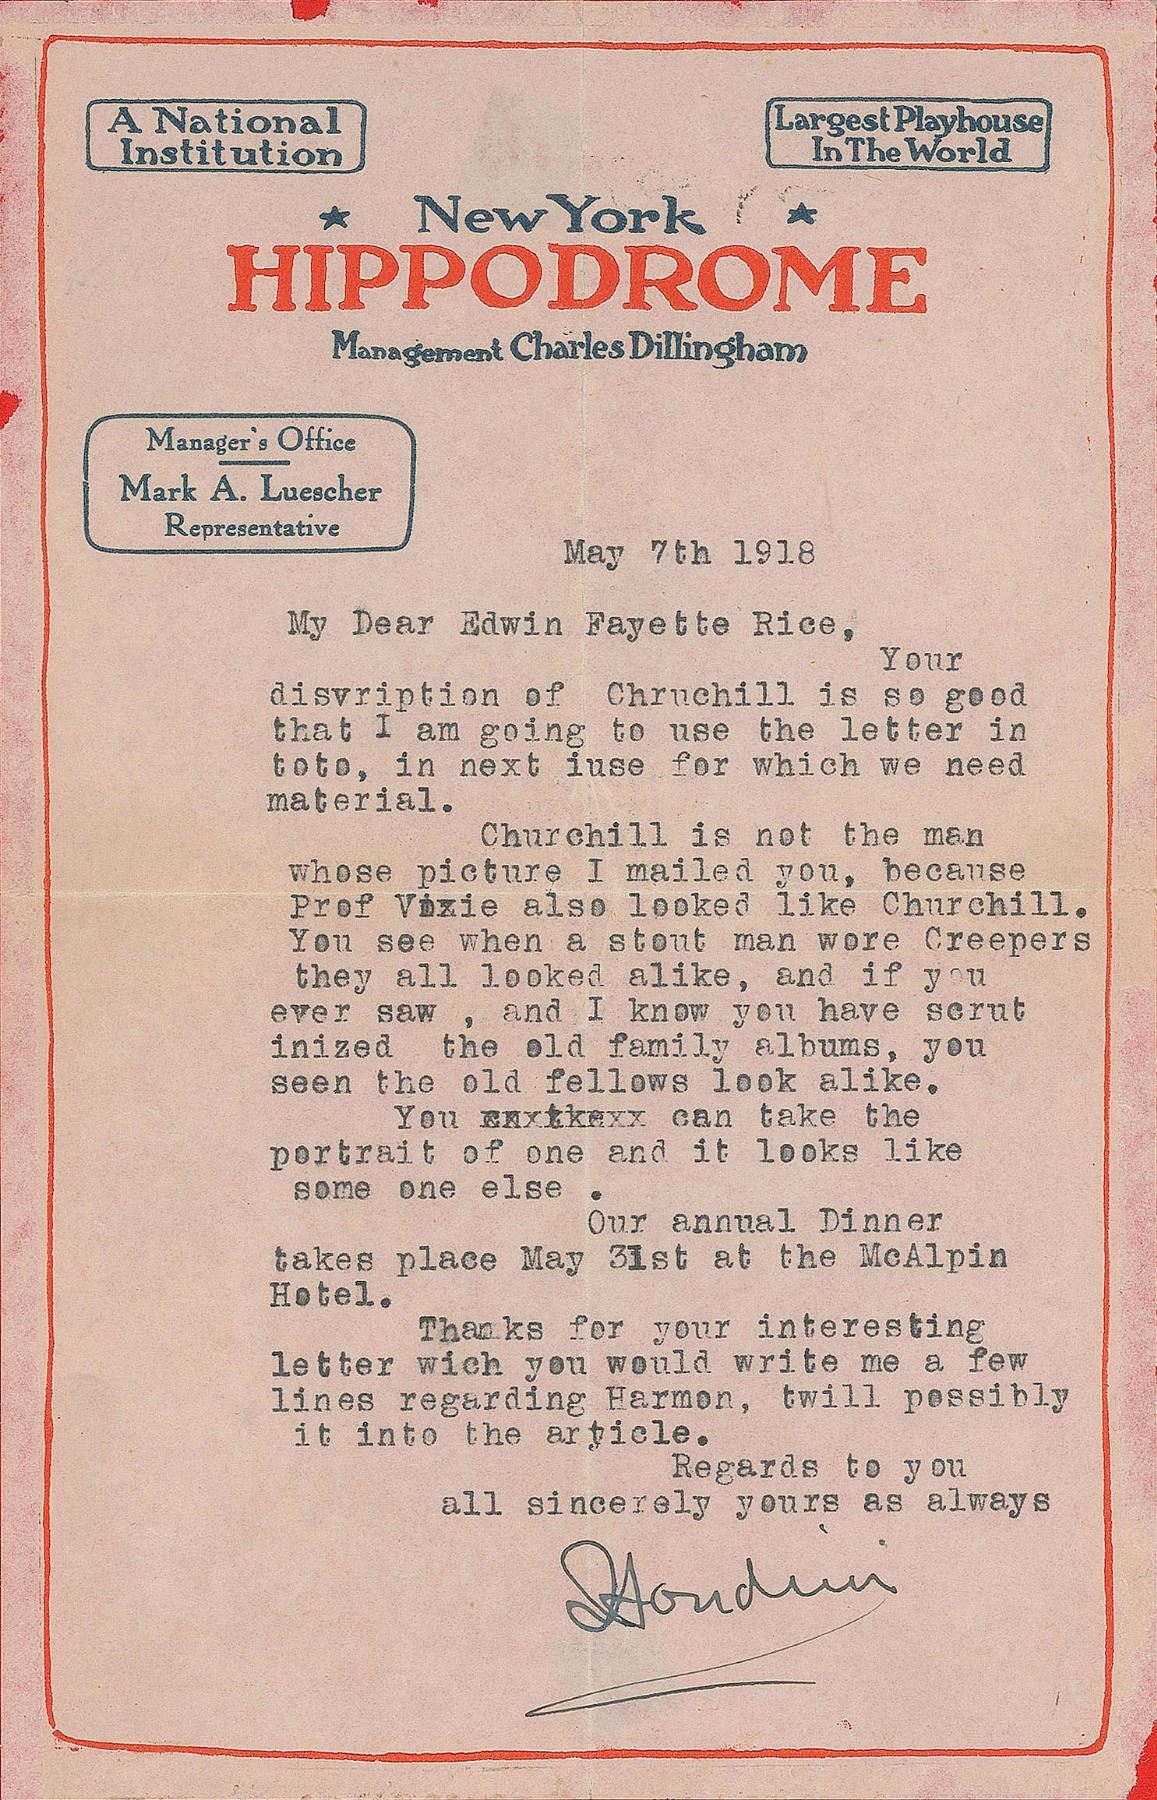 A National
Institution
Largest Playhouse
In The World
New York
HIPPODROME
Management Charles Dillingham
Manager's Office
Mark A. Luescher
Representative
May 7th 1918
My Dear Edwin Fayette Rice,
Your
disvription of Chruchill is so good
that I am going to use the letter in
toto, in next iuse for which we need
material.
Churchill is not the man
whose picture I mailed you, because
Prof Vixie also looked like Churchill.
You see when a stout man wore Creepers
they all looked alike, and if you
ever saw , and I know you have scrut
inized the old family albums, you
seen the old fellows look alike.
You can take the
portrait of one and it looks like
some one else .
Our annual Dinner
takes place May 31st at the McAlpin
Hotel.
Thanks for your interesting
letter wich you would write me a few
lines regarding Harmon, twill possibly
it into the article.
Regards to you
all sincerely yours as always
Houdini